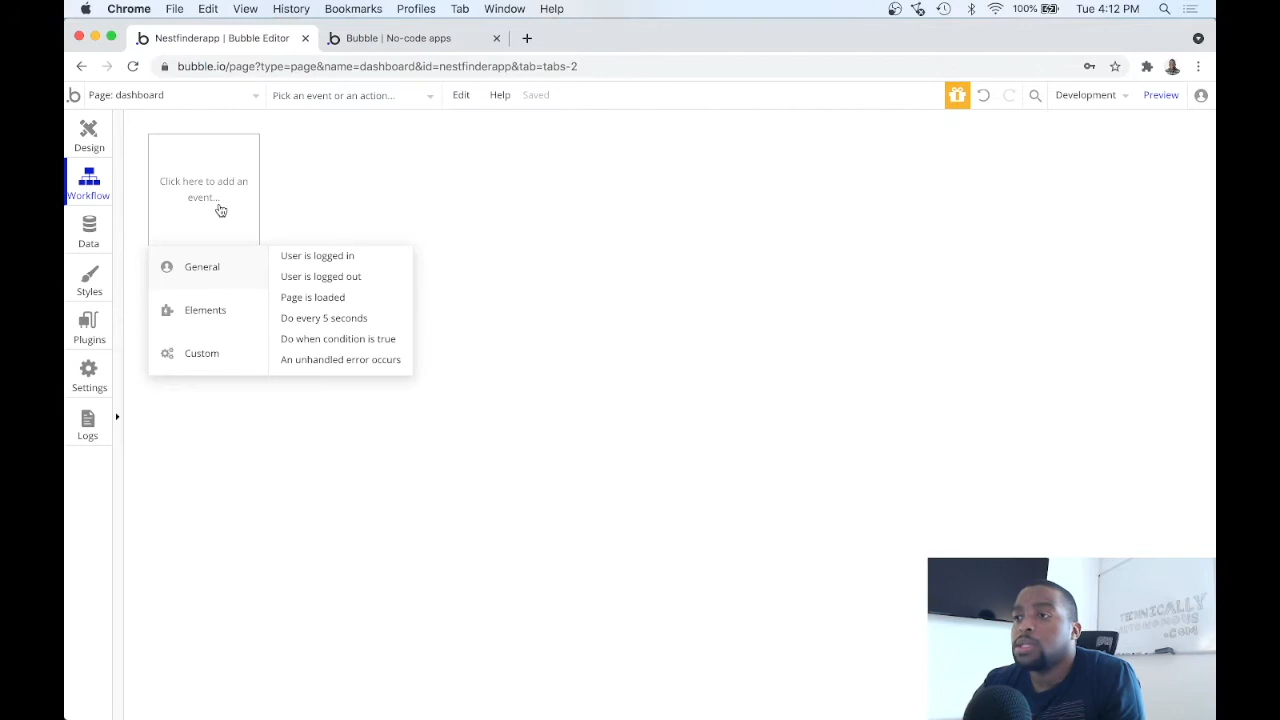 Chrome File Edit View History Bookmarks Profiles Tab Window Help 100% Tue 4:12 PM
Nestfinderapp | Bubble Editor
Bubble | No-code apps
bubble.io/page?type=page&name=dashboard&id=nestfinderapp&tab=tabs-2
Page: dashboard
Pick an event or an action...
Edit Help Saved
Development
Preview
Design
Workflow
Data
Styles
Plugins
Settings
Logs
Click here to add an
event...
General
Elements
Custom
User is logged in
User is logged out
Page is loaded
Do every 5 seconds
Do when condition is true
An unhandled error occurs
TECHNICALLY
AUTONOMOUS
.COM